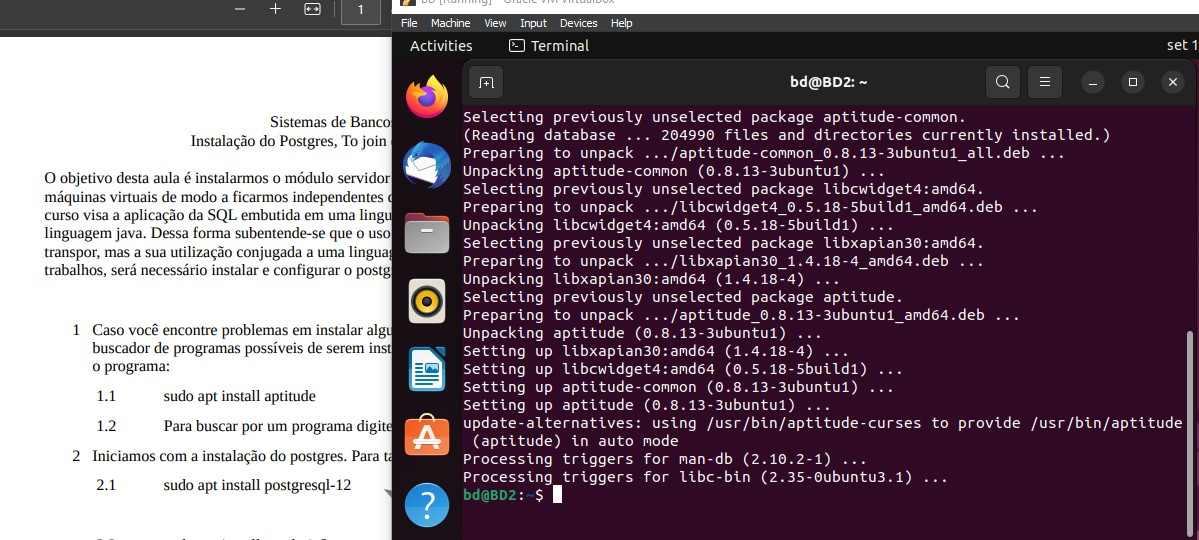 1
BD [Running] - Oracle VM VirtualBox
File Machine View Input Devices Help
Activities Terminal set 1
bd@BD2: ~
Sistemas de Banco
Instalação do Postgres, To join
O objetivo desta aula é instalarmos o módulo servidor
máquinas virtuais de modo a ficarmos independentes
curso visa a aplicação da SQL embutida em uma lingu
linguagem java. Dessa forma subentende-se que o uso
transpor, mas a sua utilização conjugada a uma lingua
trabalhos, será necessário instalar e configurar o postg
1 Caso você encontre problemas em instalar algu
buscador de programas possíveis de serem inst
o programa:
1.1 sudo apt install aptitude
1.2 Para buscar por um programa digite
2 Iniciamos com a instalação do postgres. Para ta
2.1 sudo apt install postgresql-12
Selecting previously unselected package aptitude-common.
(Reading database ... 204990 files and directories currently installed.)
Preparing to unpack .../aptitude-common_0.8.13-3ubuntu1_all.deb ...
Unpacking aptitude-common (0.8.13-3ubuntu1) ...
Selecting previously unselected package libcwidget4:amd64.
Preparing to unpack .../libcwidget4_0.5.18-5build1_amd64.deb ...
Unpacking libcwidget4:amd64 (0.5.18-5build1) ...
Selecting previously unselected package libxapian30:amd64.
Preparing to unpack .../libxapian30_1.4.18-4_amd64.deb ...
Unpacking libxapian30:amd64 (1.4.18-4) ...
Selecting previously unselected package aptitude.
Preparing to unpack .../aptitude_0.8.13-3ubuntu1_amd64.deb ...
Unpacking aptitude (0.8.13-3ubuntu1) ...
Setting up libxapian30:amd64 (1.4.18-4) ...
Setting up libcwidget4:amd64 (0.5.18-5build1) ...
Setting up aptitude-common (0.8.13-3ubuntu1) ...
Setting up aptitude (0.8.13-3ubuntu1) ...
update-alternatives: using /usr/bin/aptitude-curses to provide /usr/bin/aptitude
(aptitude) in auto mode
Processing triggers for man-db (2.10.2-1) ...
Processing triggers for libc-bin (2.35-0ubuntu3.1) ...
bd@BD2:~$